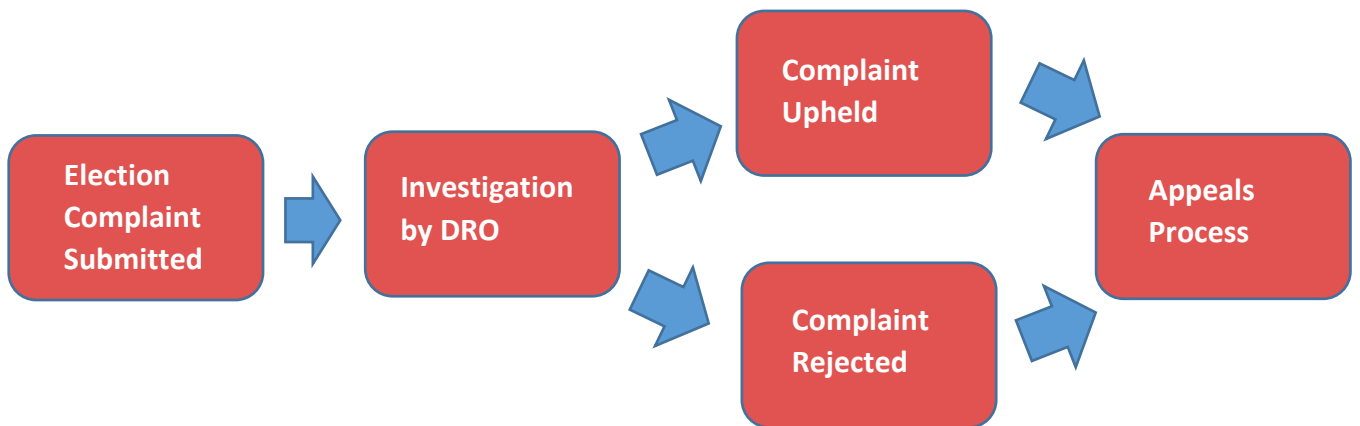 Election
Complaint
Submitted
Investigation
by DRO
Complaint
Upheld
Complaint
Rejected
Appeals
Process